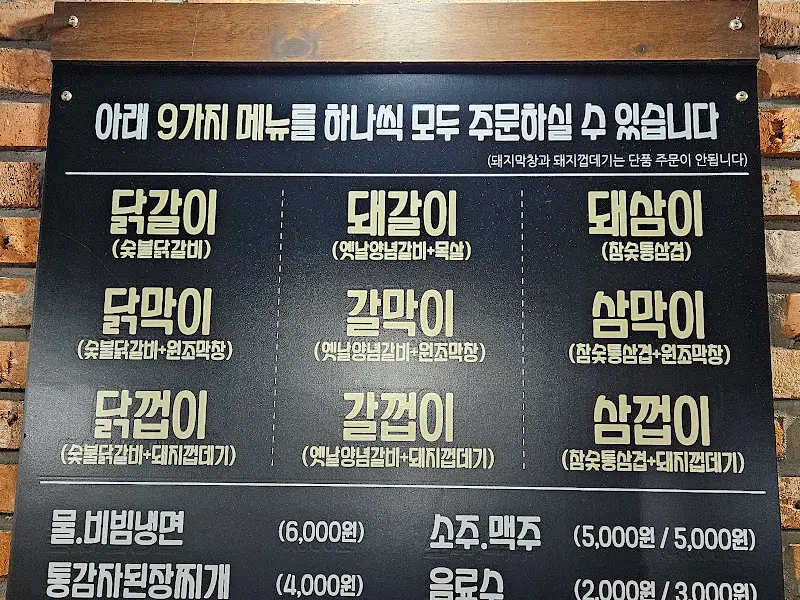 아래 9가지 메뉴를 하나씩 모두 주문하실 수 있습니다
(돼지막창과 돼지껍데기는 단품 주문이 안됩니다)
닭갈이 돼갈이 돼삼이
(숯불닭갈비) (옛날양념갈비+목살) (참숯통삼겹)
닭막이 갈막이 삼막이
(숯불닭갈비+원조막창) (옛날양념갈비+원조막창) (참숯통삼겹+원조막창)
닭껍이 갈껍이 삼껍이
(숯불닭갈비+돼지껍데기) (옛날양념갈비+돼지껍데기) (참숯통삼겹+돼지껍데기)
물.비빔냉면 (6,000원) 소주.맥주 (5,000원 / 5,000원)
통감자된장찌개 (4,000원) 음료수 (2,000원 / 3,000원)